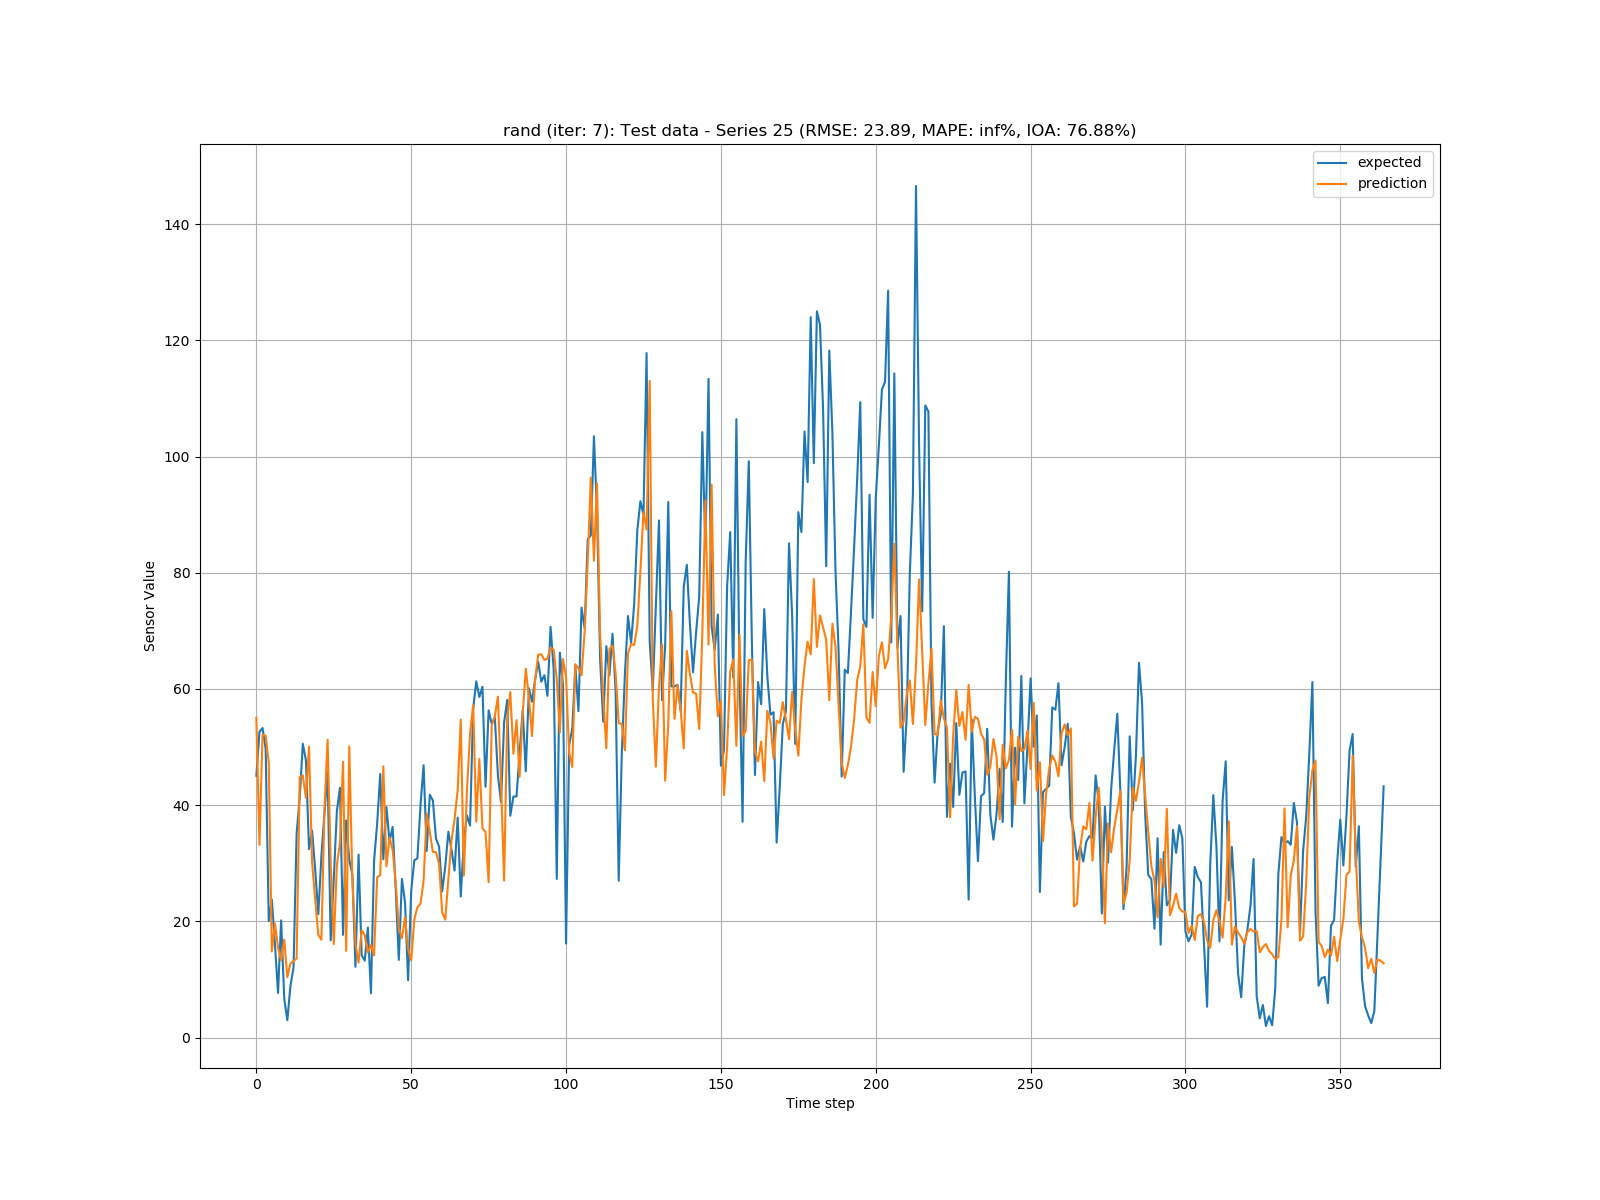 rand (iter: 7): Test data - Series 25 (RMSE: 23.89, MAPE: inf%, IOA: 76.88%)
expected
prediction
140
120
100
80
60
40
20
0
Sensor Value
0 50 100 150 200 250 300 350
Time step